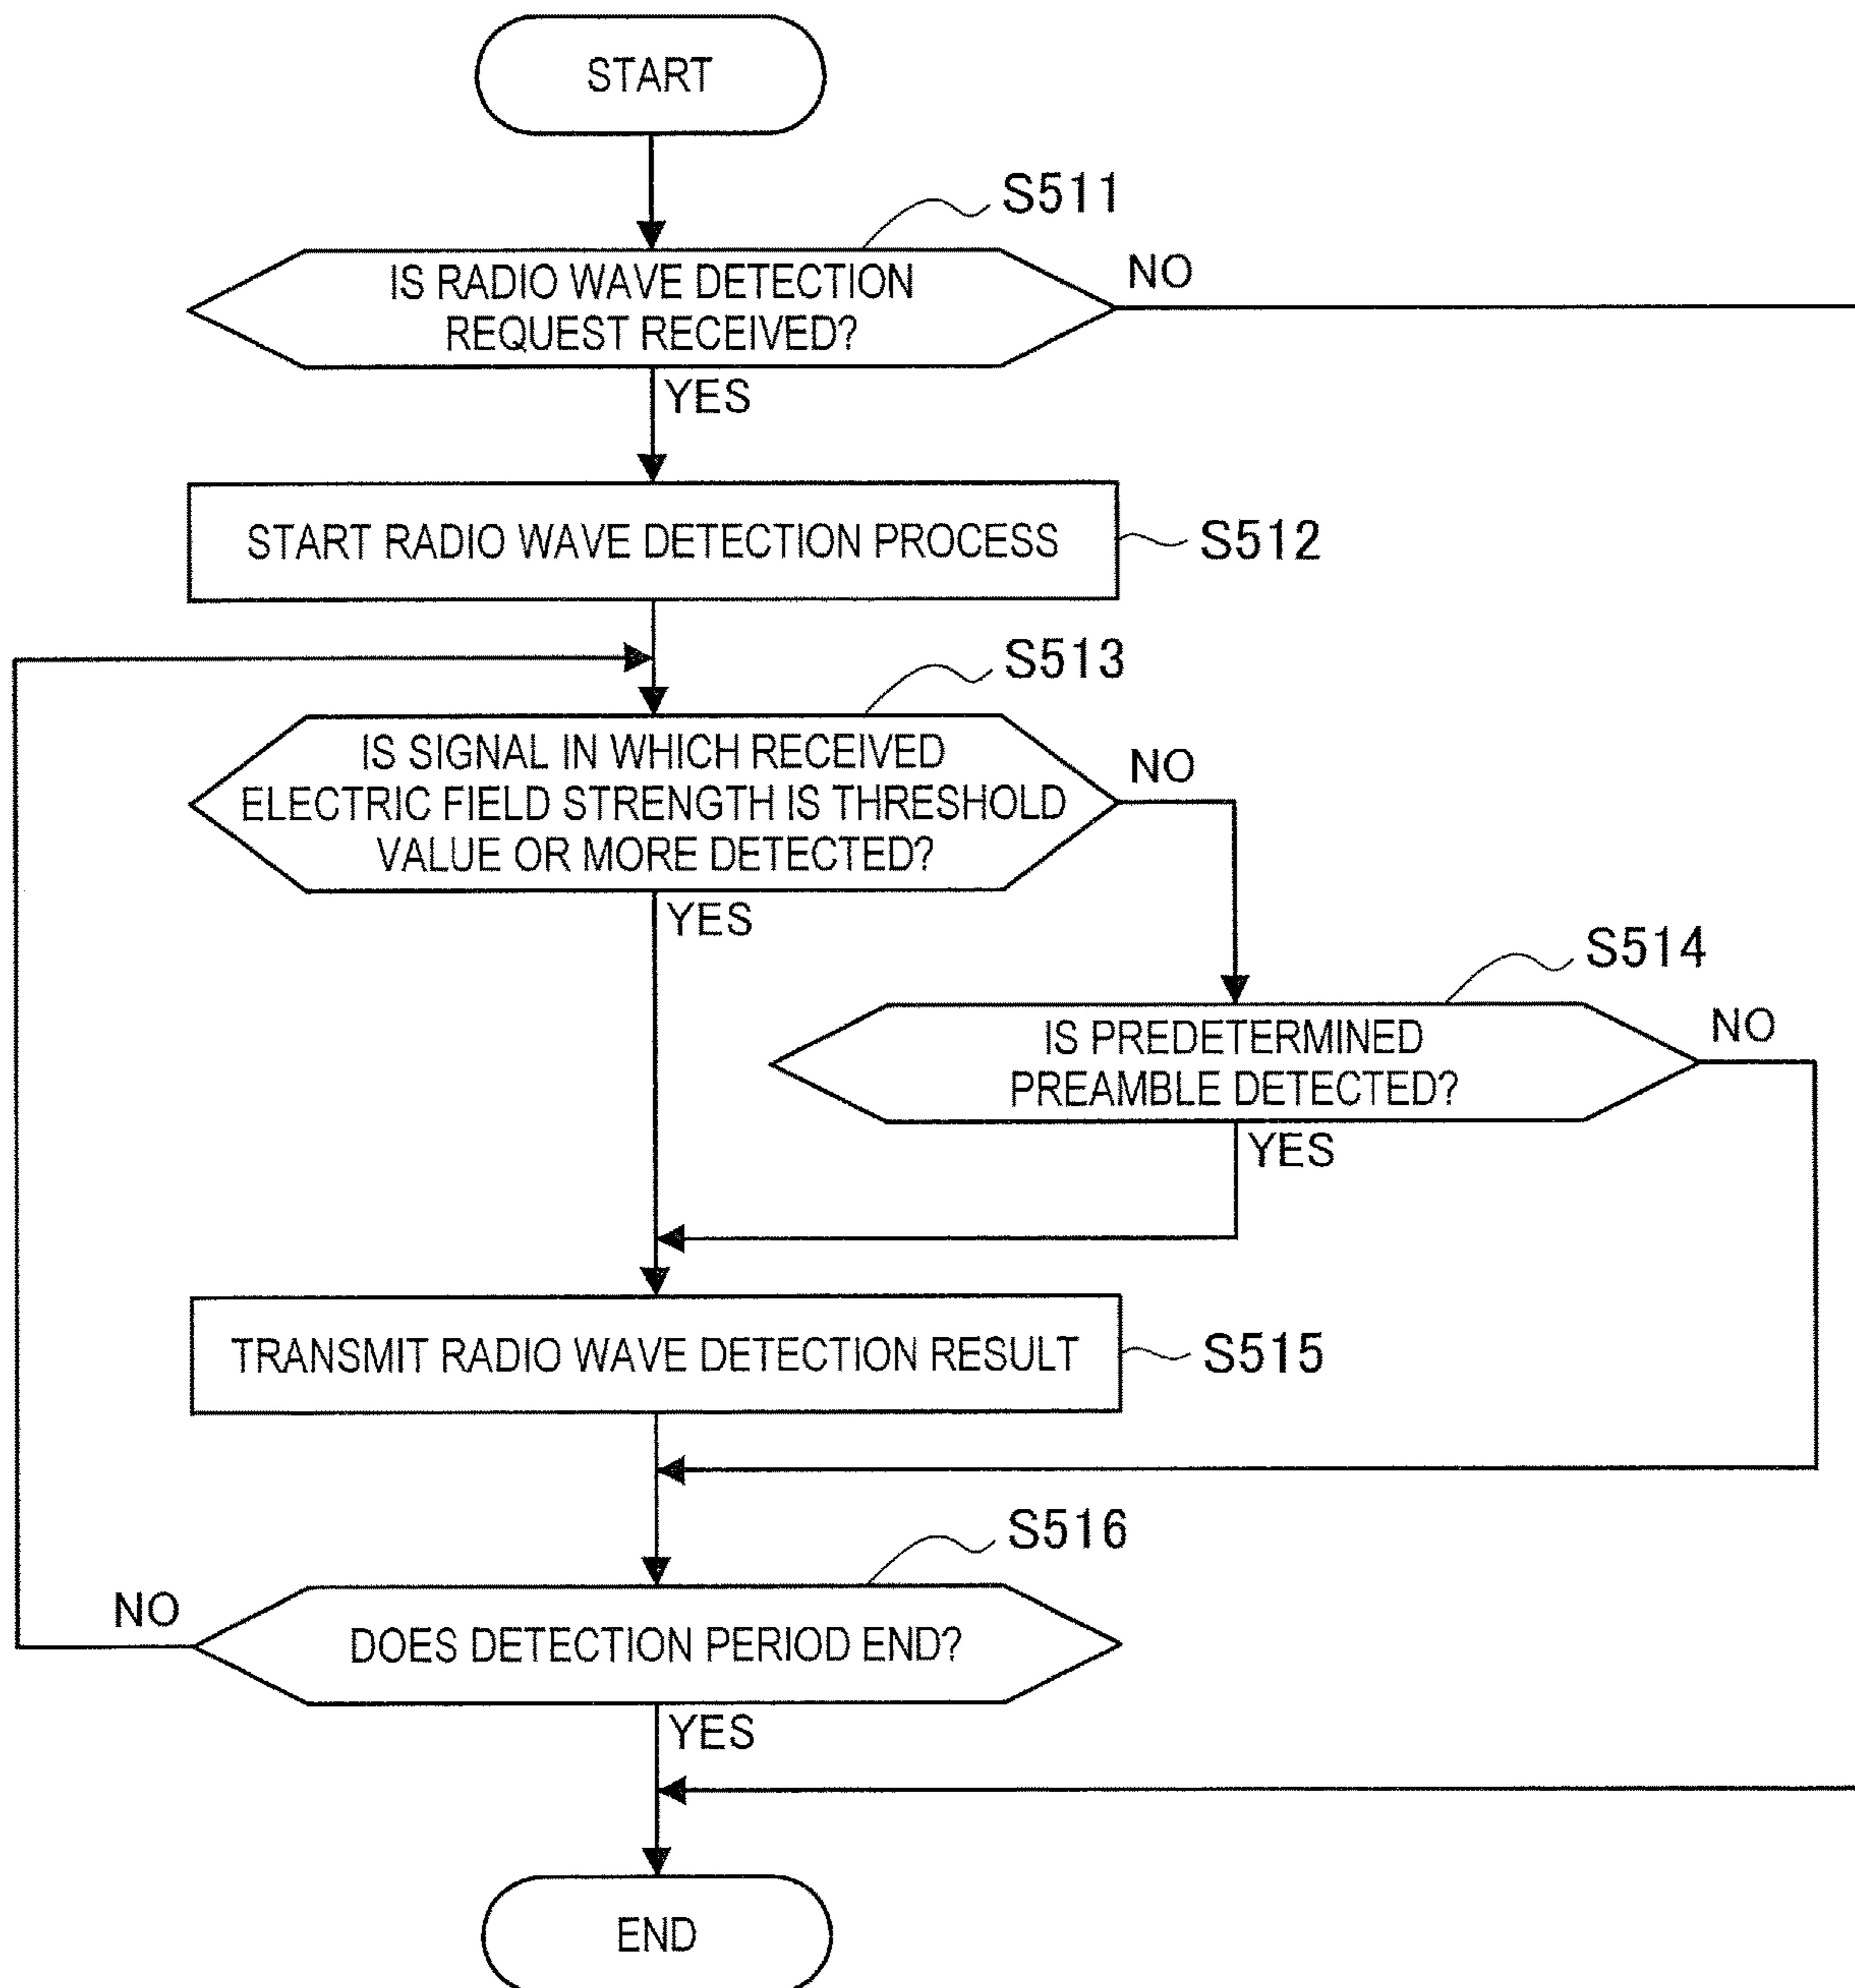 START
S511
IS RADIO WAVE DETECTION
REQUEST RECEIVED?
NO
YES
START RADIO WAVE DETECTION PROCESS
S512
S513
IS SIGNAL IN WHICH RECEIVED
ELECTRIC FIELD STRENGTH IS THRESHOLD
VALUE OR MORE DETECTED?
NO
YES
S514
IS PREDETERMINED
PREAMBLE DETECTED?
NO
YES
TRANSMIT RADIO WAVE DETECTION RESULT
S515
S516
NO
DOES DETECTION PERIOD END?
YES
END